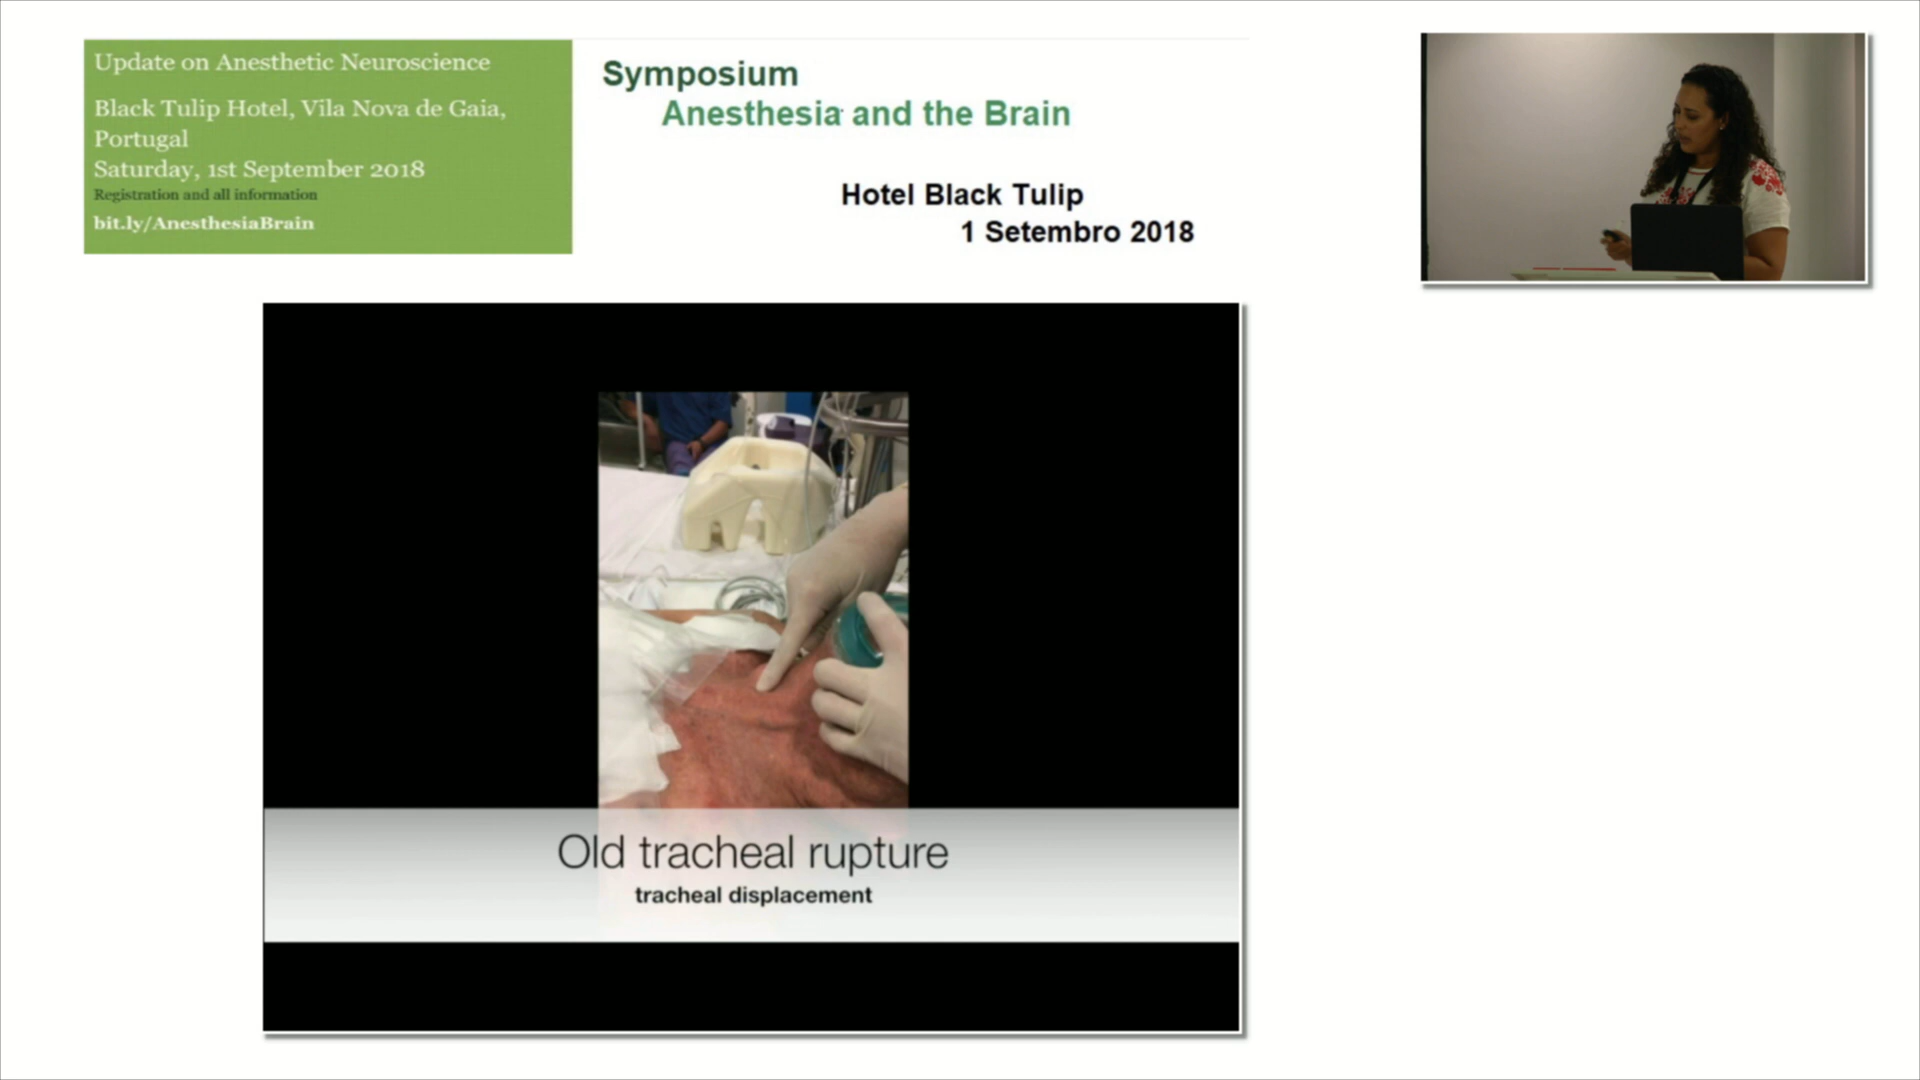 Update on Anesthetic Neuroscience
Black Tulip Hotel, Vila Nova de Gaia,
Portugal
Saturday, 1st September 2018
Registration and all information
bit.ly/AnesthesiaBrain
Symposium
Anesthesia and the Brain
Hotel Black Tulip
1 Setembro 2018
Old tracheal rupture
tracheal displacement